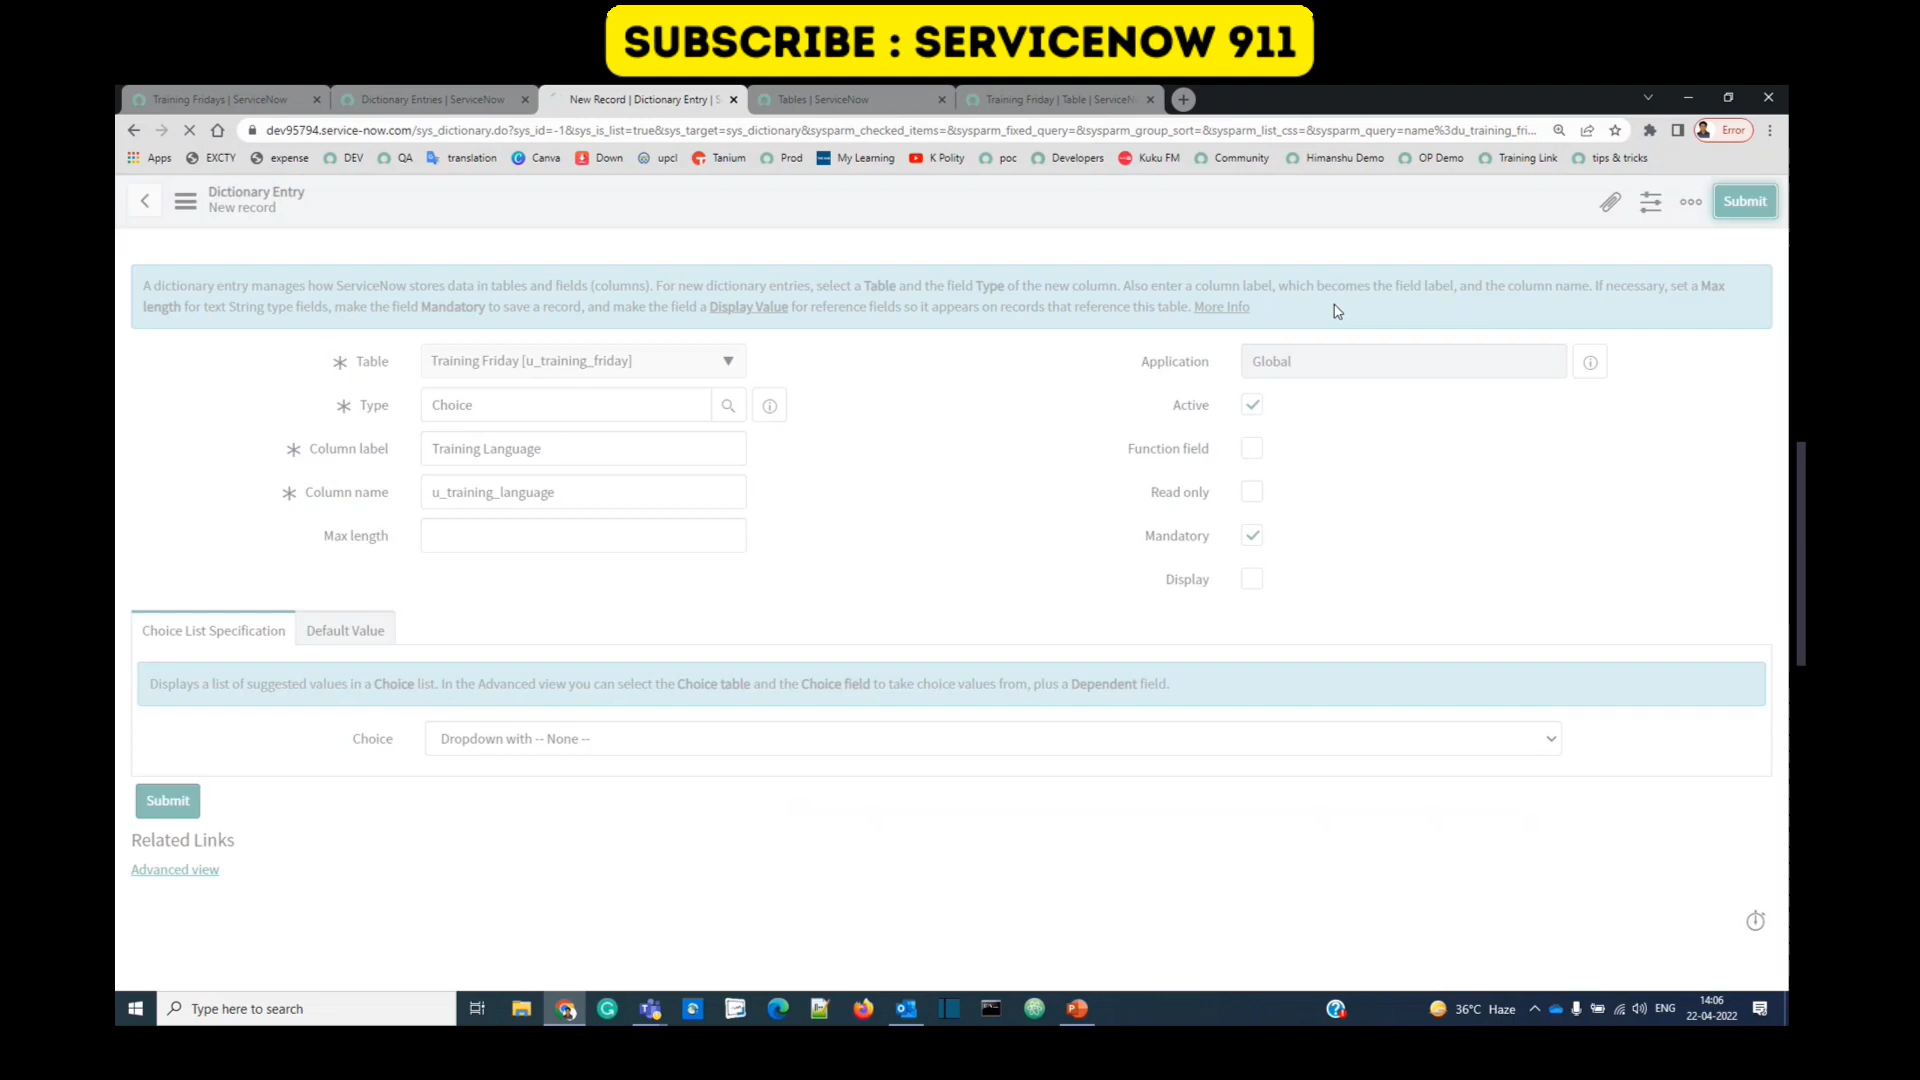 SUBSCRIBE : SERVICENOW 911
Training Fridays | ServiceNow
Dictionary Entries | ServiceNow
New Record | Dictionary Entry | S
Tables | ServiceNow
Training Friday | Table | ServiceN
dev95794.service-now.com/sys_dictionary.do?sys_id=-1&sys_is_list=true&sys_target=sys_dictionary&sysparm_checked_items=&sysparm_fixed_query=&sysparm_group_sort=&sysparm_list_css=&sysparm_query=name%3du_training_fri...
Error
Apps
EXCTY
expense
DEV
QA
translation
Canva
Down
upcl
Tanium
Prod
My Learning
K Polity
poc
Developers
Kuku FM
Community
Himanshu Demo
OP Demo
Training Link
tips & tricks
Dictionary Entry
New record
Submit
A dictionary entry manages how ServiceNow stores data in tables and fields (columns). For new dictionary entries, select a Table and the field Type of the new column. Also enter a column label, which becomes the field label, and the column name. If necessary, set a Max
length for text String type fields, make the field Mandatory to save a record, and make the field a Display Value for reference fields so it appears on records that reference this table. More Info
Table
Training Friday [u_training_friday]
Application
Global
Type
Choice
Active
Column label
Training Language
Function field
Column name
u_training_language
Read only
Max length
Mandatory
Display
Choice List Specification
Default Value
Displays a list of suggested values in a Choice list. In the Advanced view you can select the Choice table and the Choice field to take choice values from, plus a Dependent field.
Choice
Dropdown with -- None --
Submit
Related Links
Advanced view
Type here to search
36°C Haze
ENG
14:06
22-04-2022